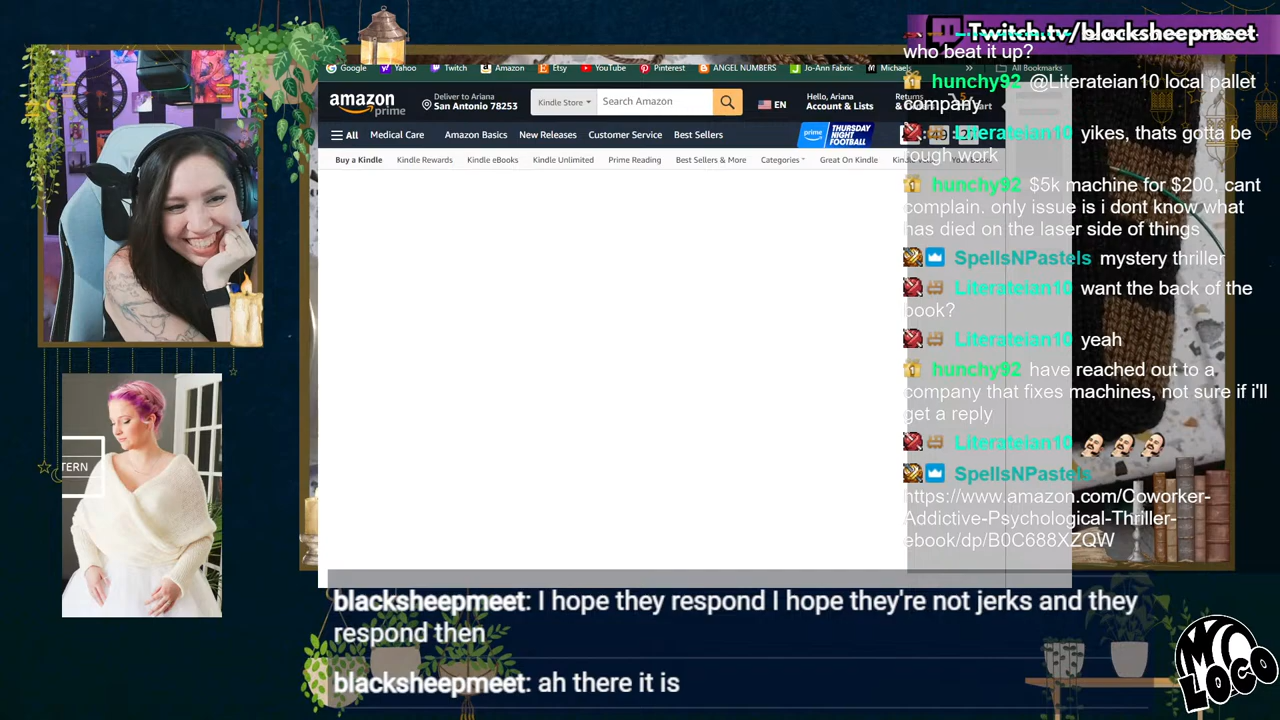 Twitch.tv/blacksheepmeet
who beat it up?
hunchy92 @Literateian10 local pallet
company
Literateian10 yikes, thats gotta be
rough work
hunchy92 $5k machine for $200, cant
complain. only issue is i dont know what
has died on the laser side of things
SpellsNPastels mystery thriller
Literateian10 want the back of the
book?
Literateian10 yeah
hunchy92 have reached out to a
company that fixes machines, not sure if i'll
get a reply
Literateian10
SpellsNPastels
https://www.amazon.com/Coworker-
Addictive-Psychological-Thriller-
ebook/dp/B0C688XZQW
Google Yahoo Twitch Amazon Etsy YouTube Pinterest ANGEL NUMBERS Jo-Ann Fabric Michaels » All Bookmarks
amazon prime
Deliver to Ariana
San Antonio 78253
Kindle Store
Search Amazon
EN
Hello, Ariana
Account & Lists
Returns
All Medical Care Amazon Basics New Releases Customer Service Best Sellers
prime THURSDAY NIGHT FOOTBALL
Buy a Kindle Kindle Rewards Kindle eBooks Kindle Unlimited Prime Reading Best Sellers & More Categories Great On Kindle
TERN
blacksheepmeet: I hope they respond I hope they're not jerks and they
respond then
blacksheepmeet: ah there it is
MC
LOCO